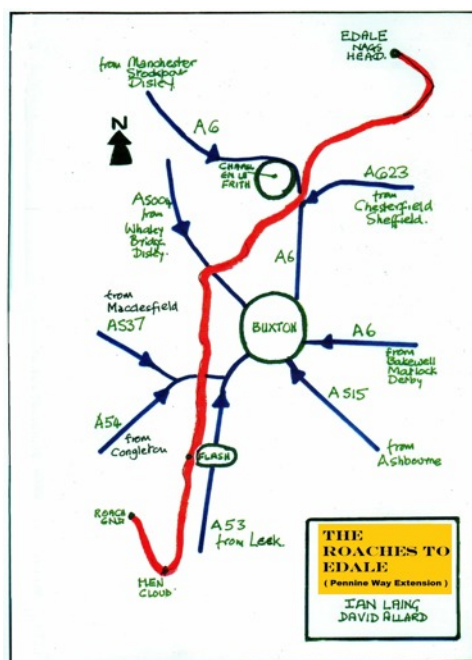 EDALE
NAGS
HEAD.
from Manchester
Stockport
Disley
A6
N
CHAPEL
EN LE
FRITH
A623
from
Chesterfield
Sheffield.
A5004
from
Whaley
Bridge
Disley.
A6
from
Macclesfield
A537
BUXTON
A6
from
Bakewell
Matlock
Derby
A515
A54
from
Congleton
FLASH
from
Ashbourne
ROACH
END
A53
from Leek.
HEN
CLOUD
THE
ROACHES TO
EDALE
( Pennine Way Extension )
IAN LAING
DAVID ALLARD